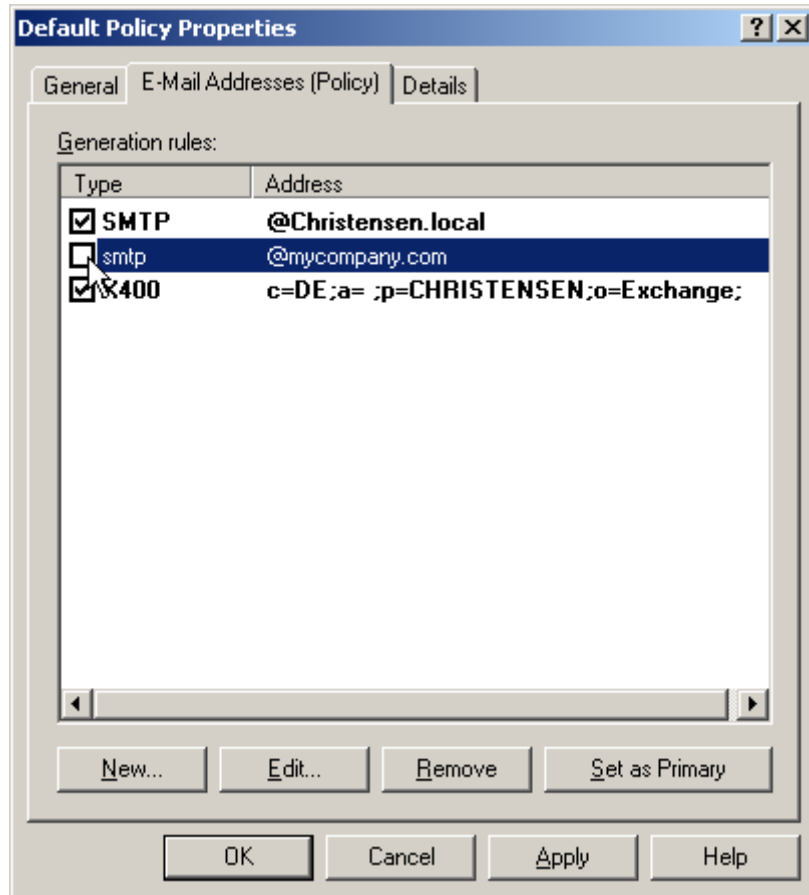 Default Policy Properties
General E-Mail Addresses (Policy) Details
Generation rules:
Type Address
SMTP @Christensen.local
smtp @mycompany.com
X400 c=DE;a= ;p=CHRISTENSEN;o=Exchange;
New... Edit... Remove Set as Primary
OK Cancel Apply Help